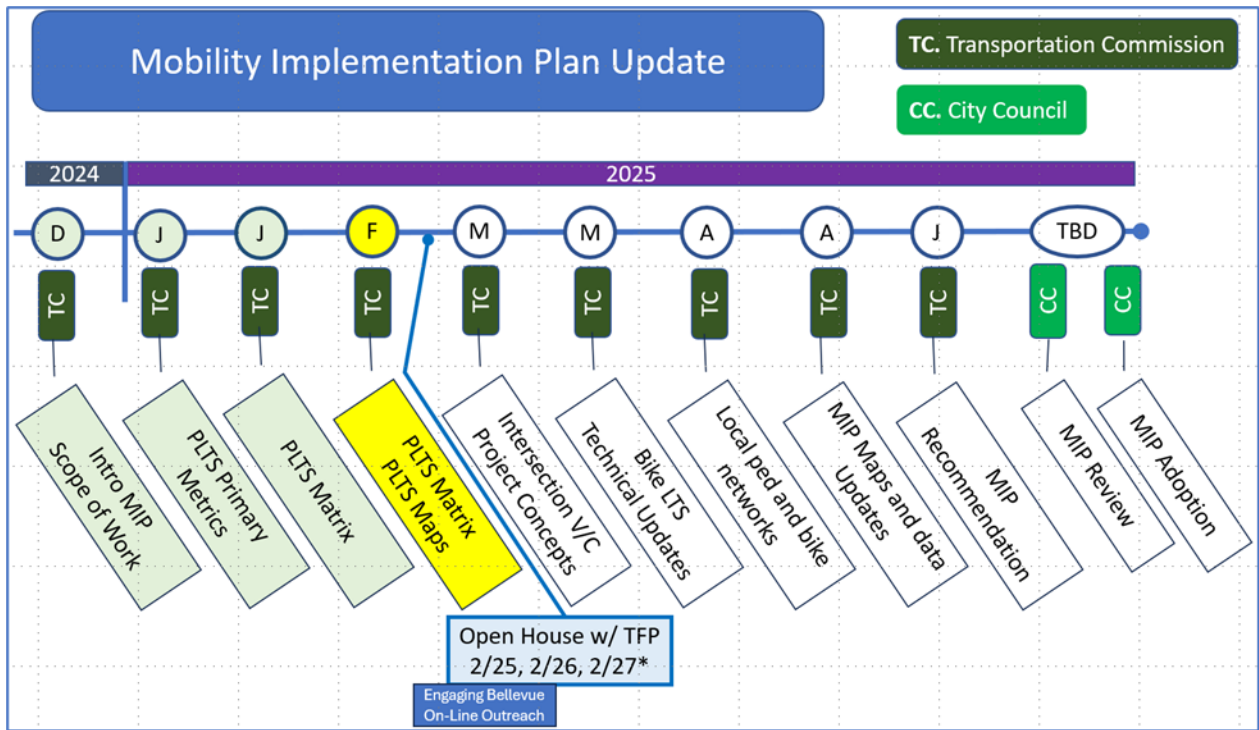 Mobility Implementation Plan Update
TC. Transportation Commission
CC. City Council
2024
2025
D
J
J
F
M
M
A
A
J
TBD
TC
TC
TC
TC
TC
TC
TC
TC
TC
CC
CC
Intro MIP
Scope of Work
PLTS Primary
Metrics
PLTS Matrix
PLTS Matrix
PLTS Maps
Intersection V/C
Project Concepts
Bike LTS
Technical Updates
Local ped and bike
networks
MIP Maps and data
Updates
MIP
Recommendation
MIP Review
MIP Adoption
Open House w/ TFP
2/25, 2/26, 2/27*
Engaging Bellevue
On-Line Outreach